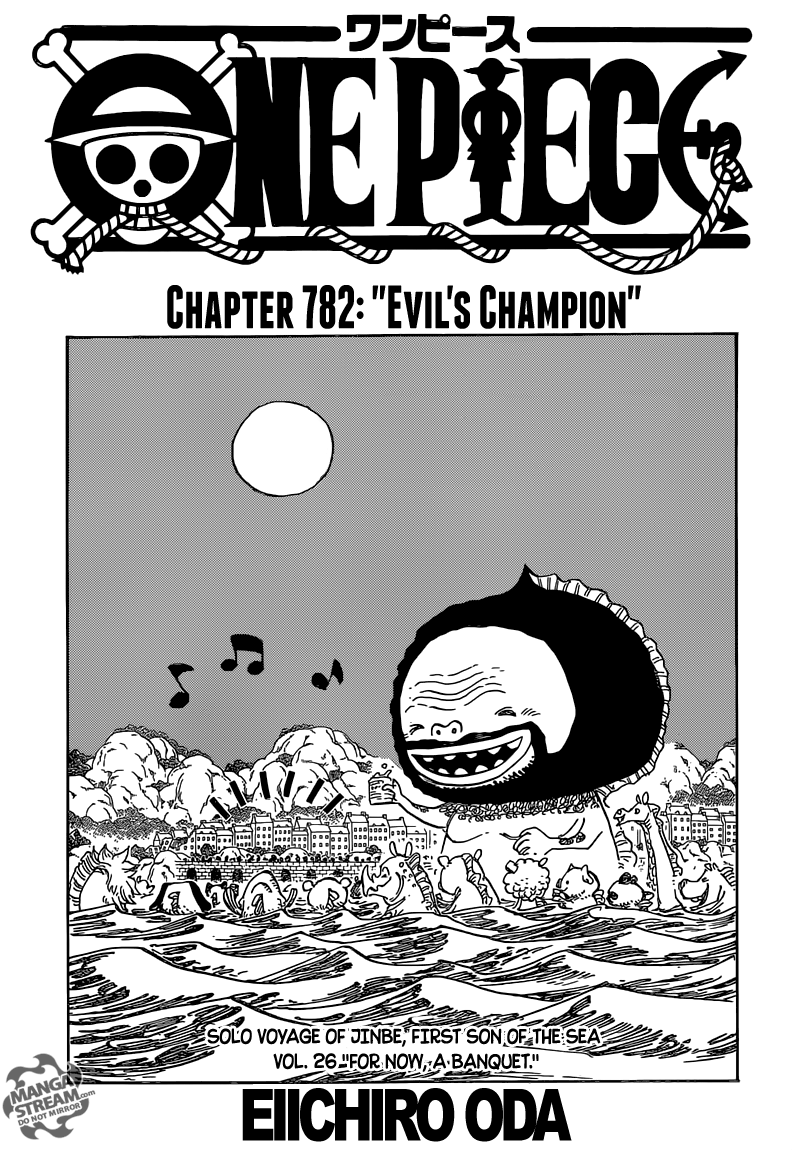 ワンピース
ONE PIECE
CHAPTER 782: "EVIL'S CHAMPION"
SOLO VOYAGE OF JINBE, FIRST SON OF THE SEA
VOL. 26 "FOR NOW, A BANQUET."
MANGA
STREAM.com
DO NOT MIRROR
EIICHIRO ODA